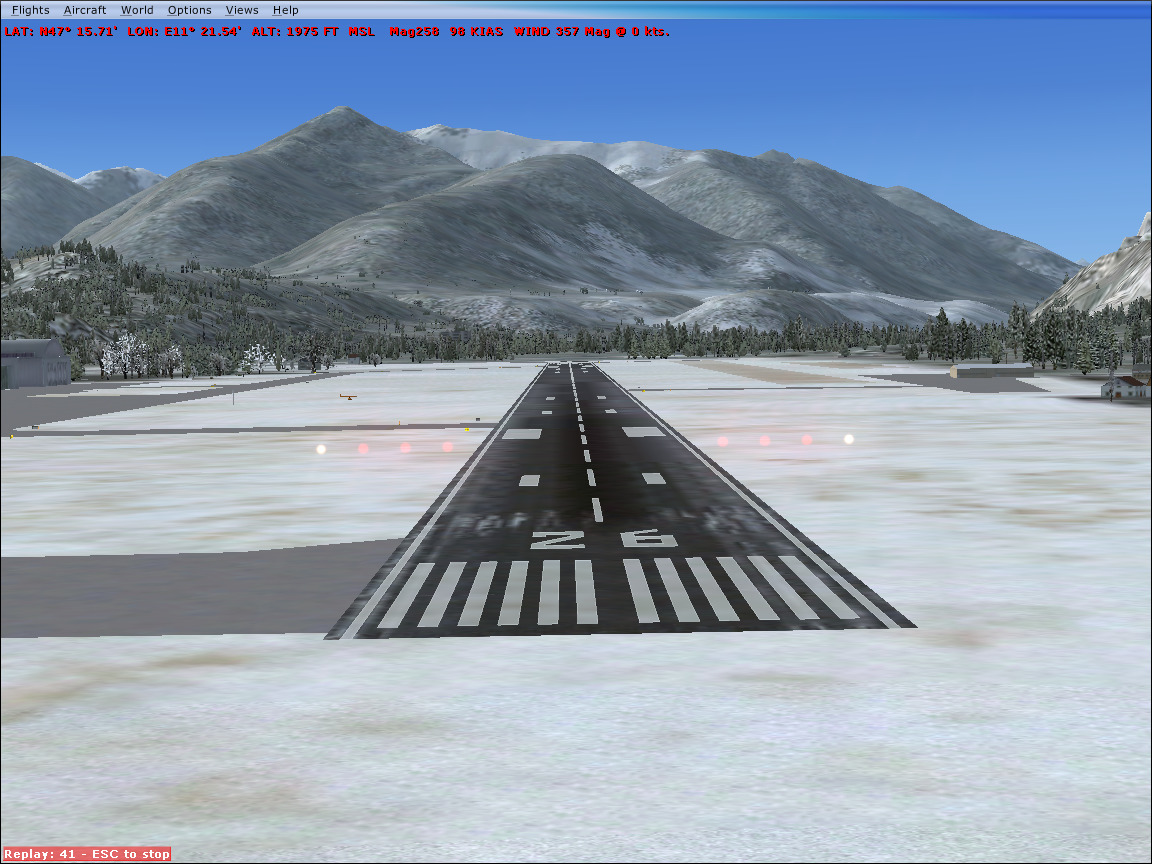 Flights Aircraft World Options Views Help
LAT: N47° 15.71' LON: E11° 21.54' ALT: 1975 FT MSL Mag258 98 KIAS WIND 357 Mag @ 0 kts.
26
Replay: 41 - ESC to stop